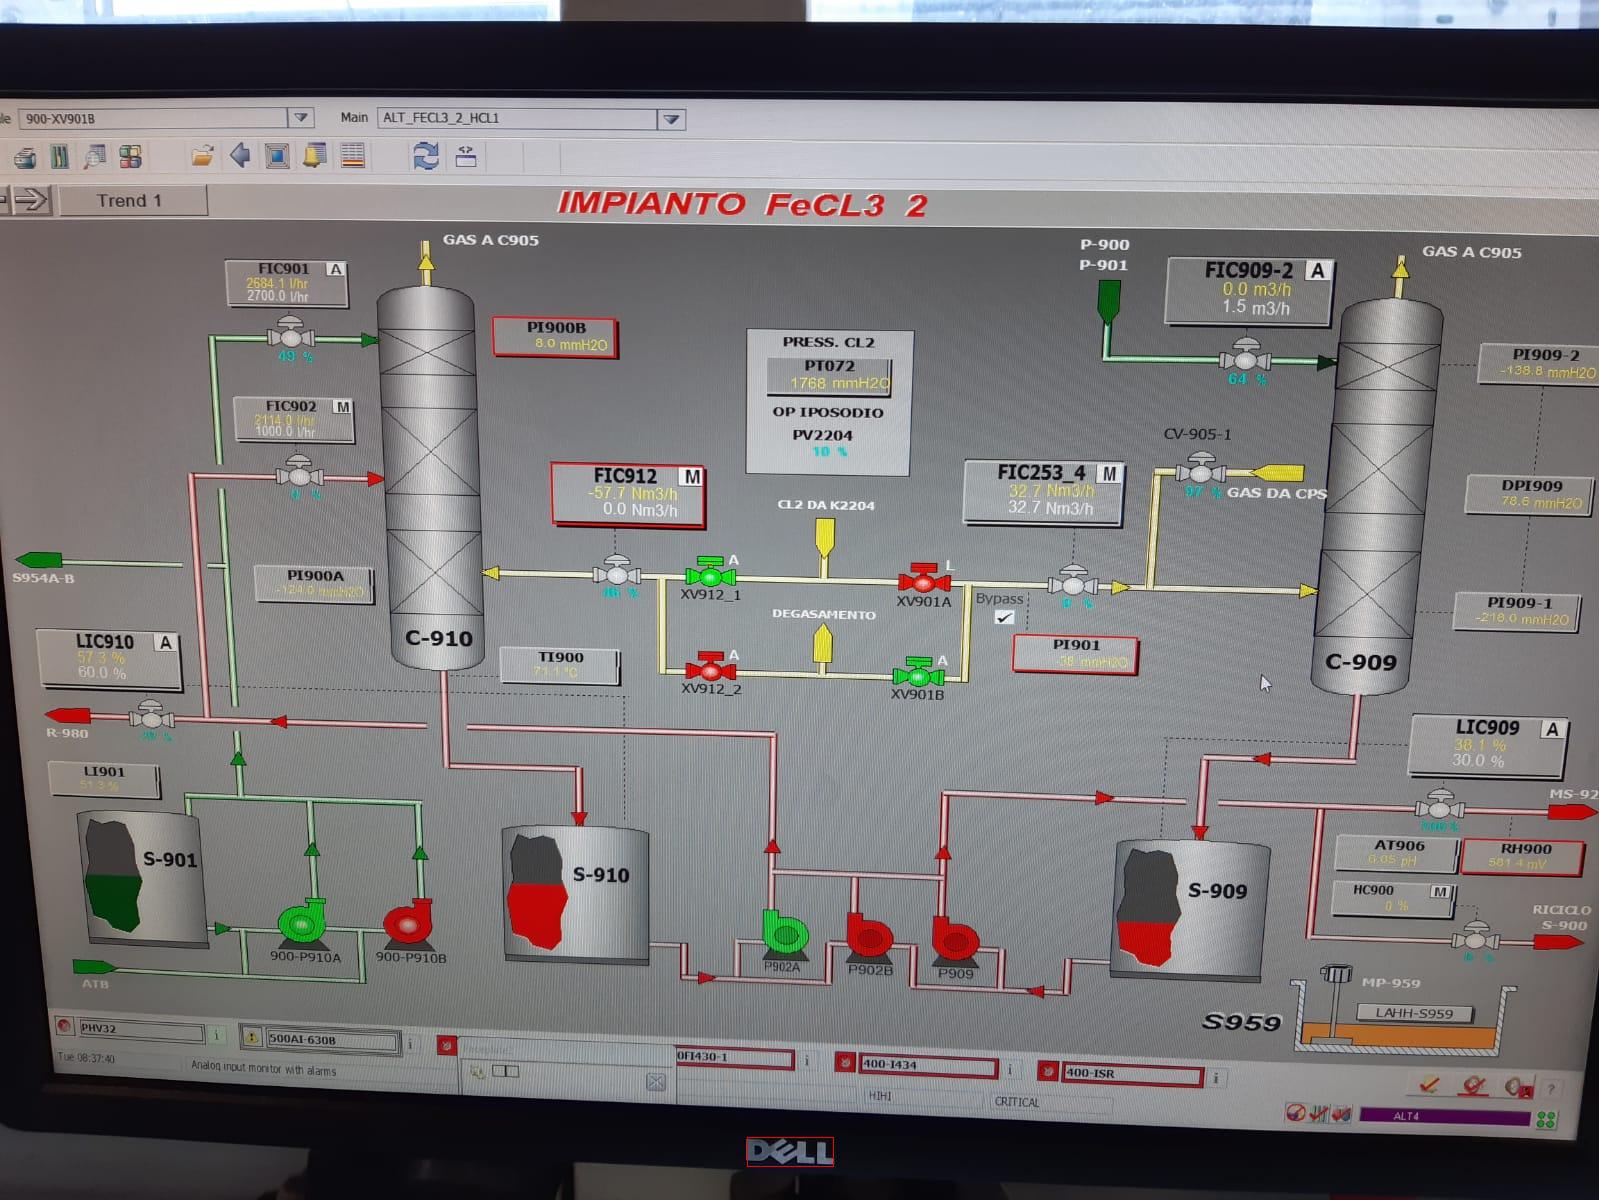 900-XV901B
Main
ALT_FECL3_2_HCL1
Trend 1
IMPIANTO FeCL3 2
GAS A C905
FIC901 A
2684.1 l/hr
2700.0 l/hr
49 %
PI900B
8.0 mmH2O
FIC902 M
2114.0 l/hr
1000.0 l/hr
PRESS. CL2
PT072
1768 mmH2O
OP IPOSODIO
PV2204
10 %
P-900
P-901
FIC909-2 A
0.0 m3/h
1.5 m3/h
64 %
GAS A C905
PI909-2
-138.8 mmH2O
CV-905-1
97 %
GAS DA CPS
DPI909
78.6 mmH2O
FIC912 M
-57.7 Nm3/h
0.0 Nm3/h
CL2 DA K2204
FIC253_4 M
32.7 Nm3/h
32.7 Nm3/h
S954A-B
PI900A
-124.0 mmH2O
A
XV912_1
L
XV901A
Bypass
DEGASAMENTO
PI909-1
-218.0 mmH2O
LIC910 A
57.3 %
60.0 %
C-910
TI900
71.1 °C
A
XV912_2
A
XV901B
PI901
mmH2O
C-909
R-980
LIC909 A
38.1 %
30.0 %
LI901
51.3 %
MS-92
S-901
S-910
S-909
AT906
6.05 pH
RH900
581.4 mV
HC900 M
0 %
RICICLO
S-900
900-P910A
900-P910B
P902A
P902B
P909
ATB
MP-959
LAHH-S959
S959
PHV32
500AI-630B
0FI430-1
400-I434
400-ISR
Tue 08:37:40
Analog input monitor with alarms
HIHI
CRITICAL
ALT4
DELL